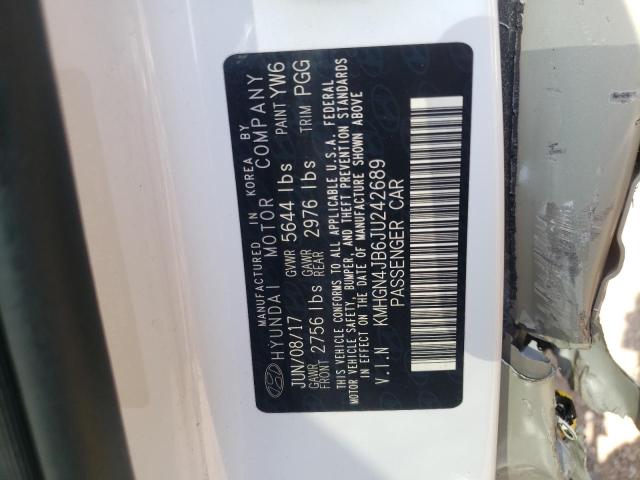 MANUFACTURED IN KOREA BY
HYUNDAI MOTOR COMPANY
JUN/08/17 GVWR 5644 lbs PAINT YW6
GAWR FRONT 2756 lbs GAWR REAR 2976 lbs TRIM PGG
THIS VEHICLE CONFORMS TO ALL APPLICABLE U.S.A. FEDERAL
MOTOR VEHICLE SAFETY, BUMPER, AND THEFT PREVENTION STANDARDS
IN EFFECT ON THE DATE OF MANUFACTURE SHOWN ABOVE
V.I.N KMHGN4JB6JU242689
PASSENGER CAR